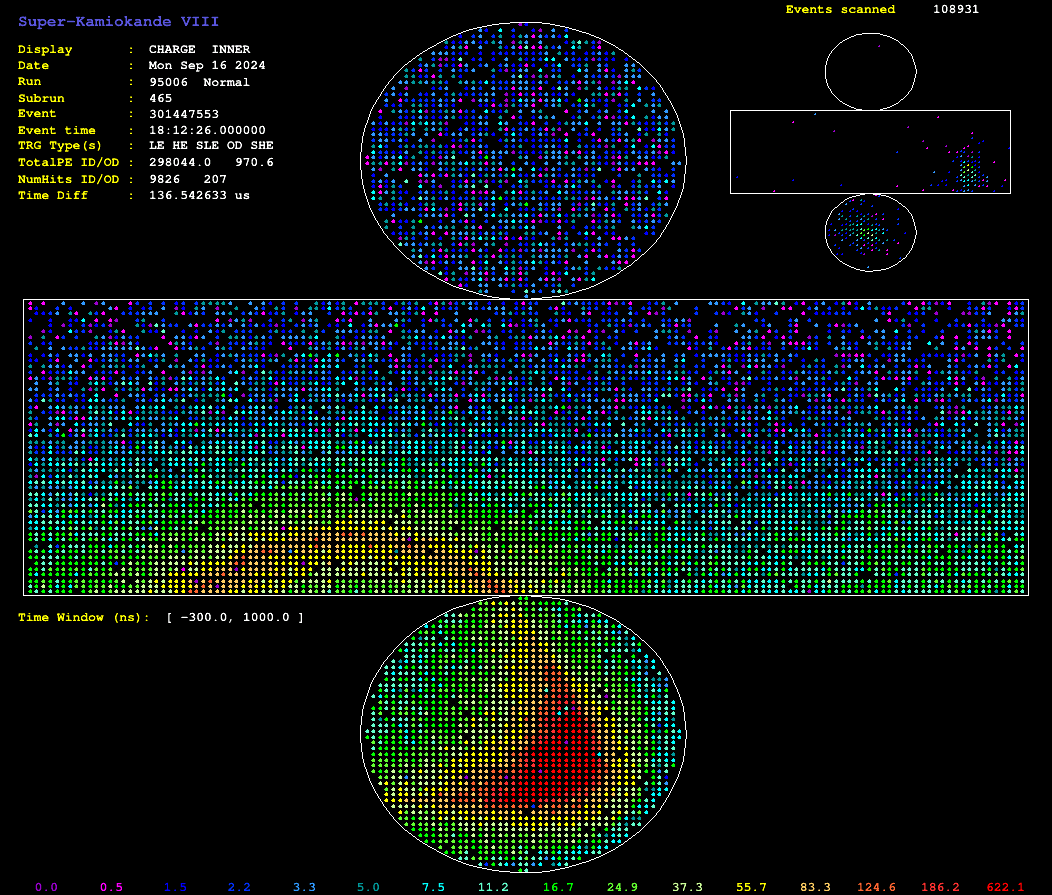 Super-Kamiokande VIII
Events scanned 108931
Display : CHARGE INNER
Date : Mon Sep 16 2024
Run : 95006 Normal
Subrun : 465
Event : 301447553
Event time : 18:12:26.000000
TRG Type(s) : LE HE SLE OD SHE
TotalPE ID/OD : 298044.0 970.6
NumHits ID/OD : 9826 207
Time Diff : 136.542633 us
Time Window (ns): [ -300.0, 1000.0 ]
0.0 0.5 1.5 2.2 3.3 5.0 7.5 11.2 16.7 24.9 37.3 55.7 83.3 124.6 186.2 622.1